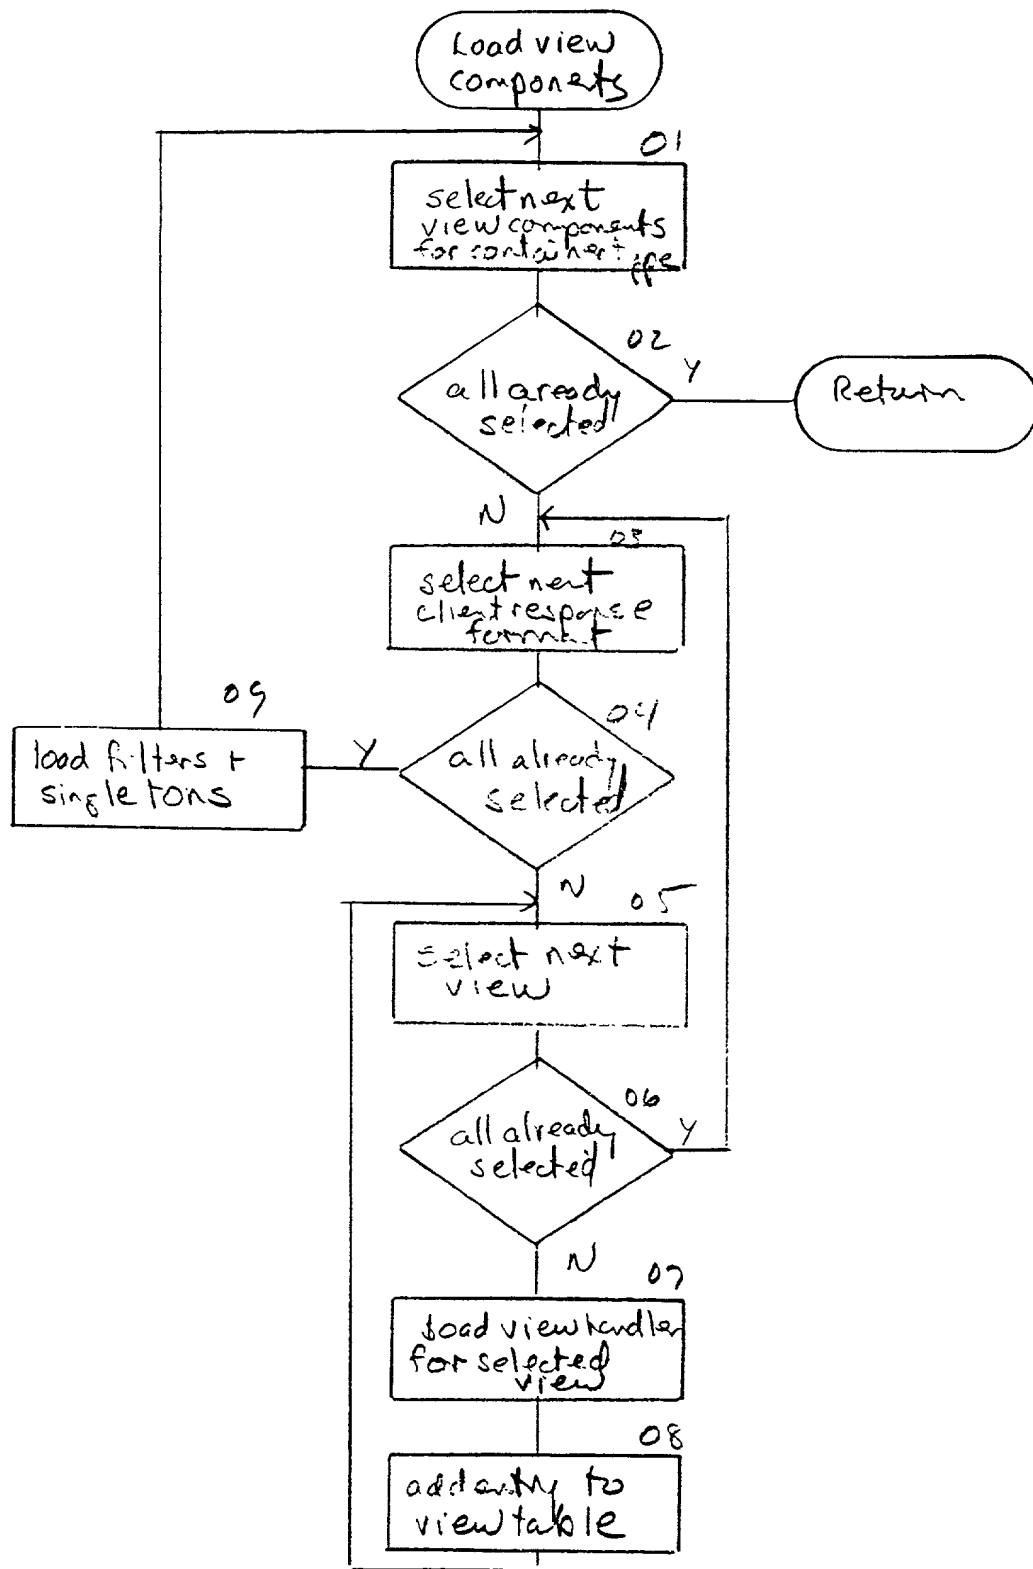 Load view
components
01
select next
view components
for container type
02
Y
all aready
selected
Return
N
03
select next
client response
format
09
04
load filters +
singletons
Y
all already
selected
N
05
Select next
view
06
all already
selected
Y
N
07
Load view handler
for selected
view
08
add entry to
view table